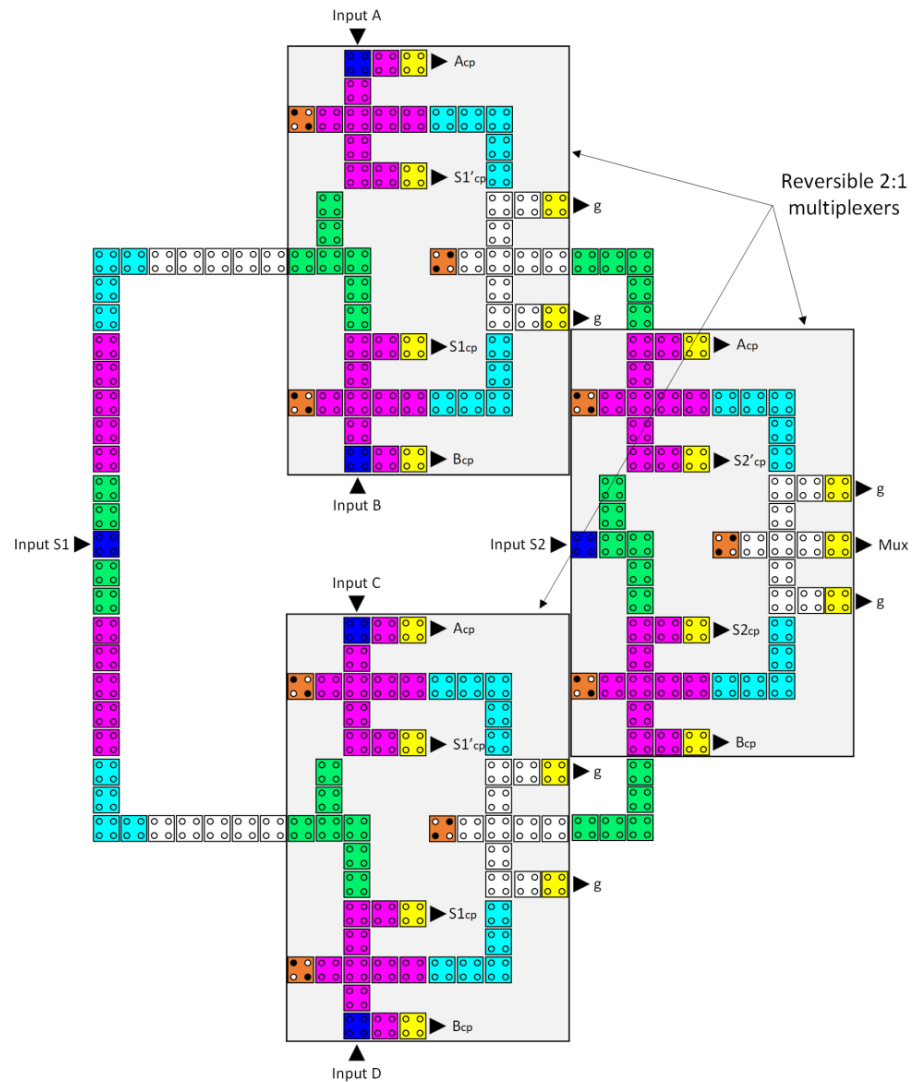 Input A
Acp
S1'cp
Reversible 2:1
multiplexers
g
g
S1cp
Acp
Bcp
S2'cp
Input B
g
Input S1
Input S2
Mux
Input C
g
Acp
S2cp
S1'cp
Bcp
g
g
S1cp
Bcp
Input D